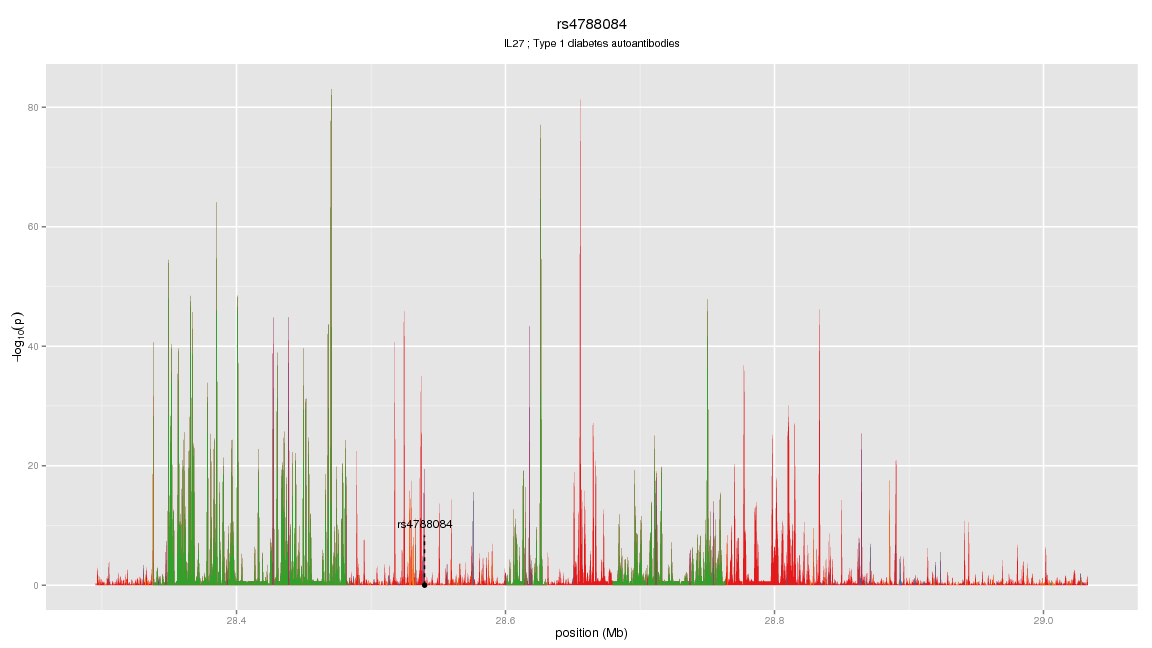 rs4788084
IL27 ; Type 1 diabetes autoantibodies
80
60
40
20
0
−log10(p)
rs4788084
28.4
28.6
28.8
29.0
position (Mb)